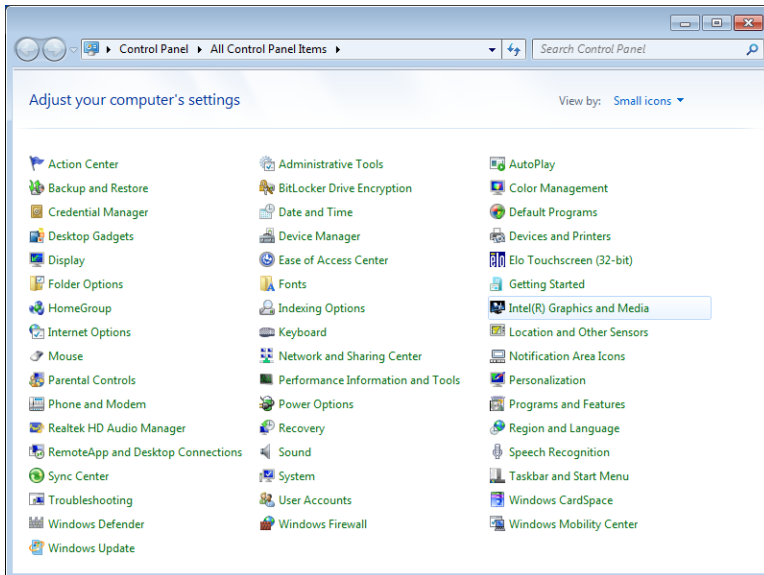 Control Panel All Control Panel Items Search Control Panel
Adjust your computer's settings View by: Small icons
Action Center Administrative Tools AutoPlay
Backup and Restore BitLocker Drive Encryption Color Management
Credential Manager Date and Time Default Programs
Desktop Gadgets Device Manager Devices and Printers
Display Ease of Access Center elo Elo Touchscreen (32-bit)
Folder Options Fonts Getting Started
HomeGroup Indexing Options Intel(R) Graphics and Media
Internet Options Keyboard Location and Other Sensors
Mouse Network and Sharing Center Notification Area Icons
Parental Controls Performance Information and Tools Personalization
Phone and Modem Power Options Programs and Features
Realtek HD Audio Manager Recovery Region and Language
RemoteApp and Desktop Connections Sound Speech Recognition
Sync Center System Taskbar and Start Menu
Troubleshooting User Accounts Windows CardSpace
Windows Defender Windows Firewall Windows Mobility Center
Windows Update